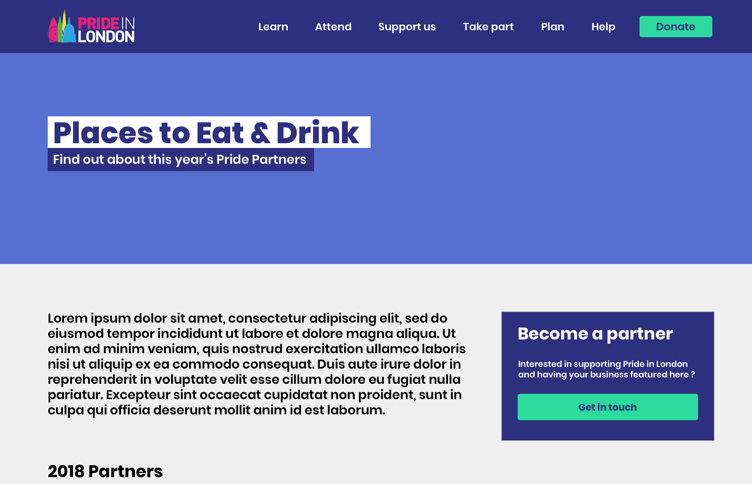 PRIDE IN
LONDON
Learn
Attend
Support us
Take part
Plan
Help
Donate
Places to Eat & Drink
Find out about this year's Pride Partners
Lorem ipsum dolor sit amet, consectetur adipiscing elit, sed do
eiusmod tempor incididunt ut labore et dolore magna aliqua. Ut
enim ad minim veniam, quis nostrud exercitation ullamco laboris
nisi ut aliquip ex ea commodo consequat. Duis aute irure dolor in
reprehenderit in voluptate velit esse cillum dolore eu fugiat nulla
pariatur. Excepteur sint occaecat cupidatat non proident, sunt in
culpa qui officia deserunt mollit anim id est laborum.
Become a partner
Interested in supporting Pride in London
and having your business featured here ?
Get in touch
2018 Partners